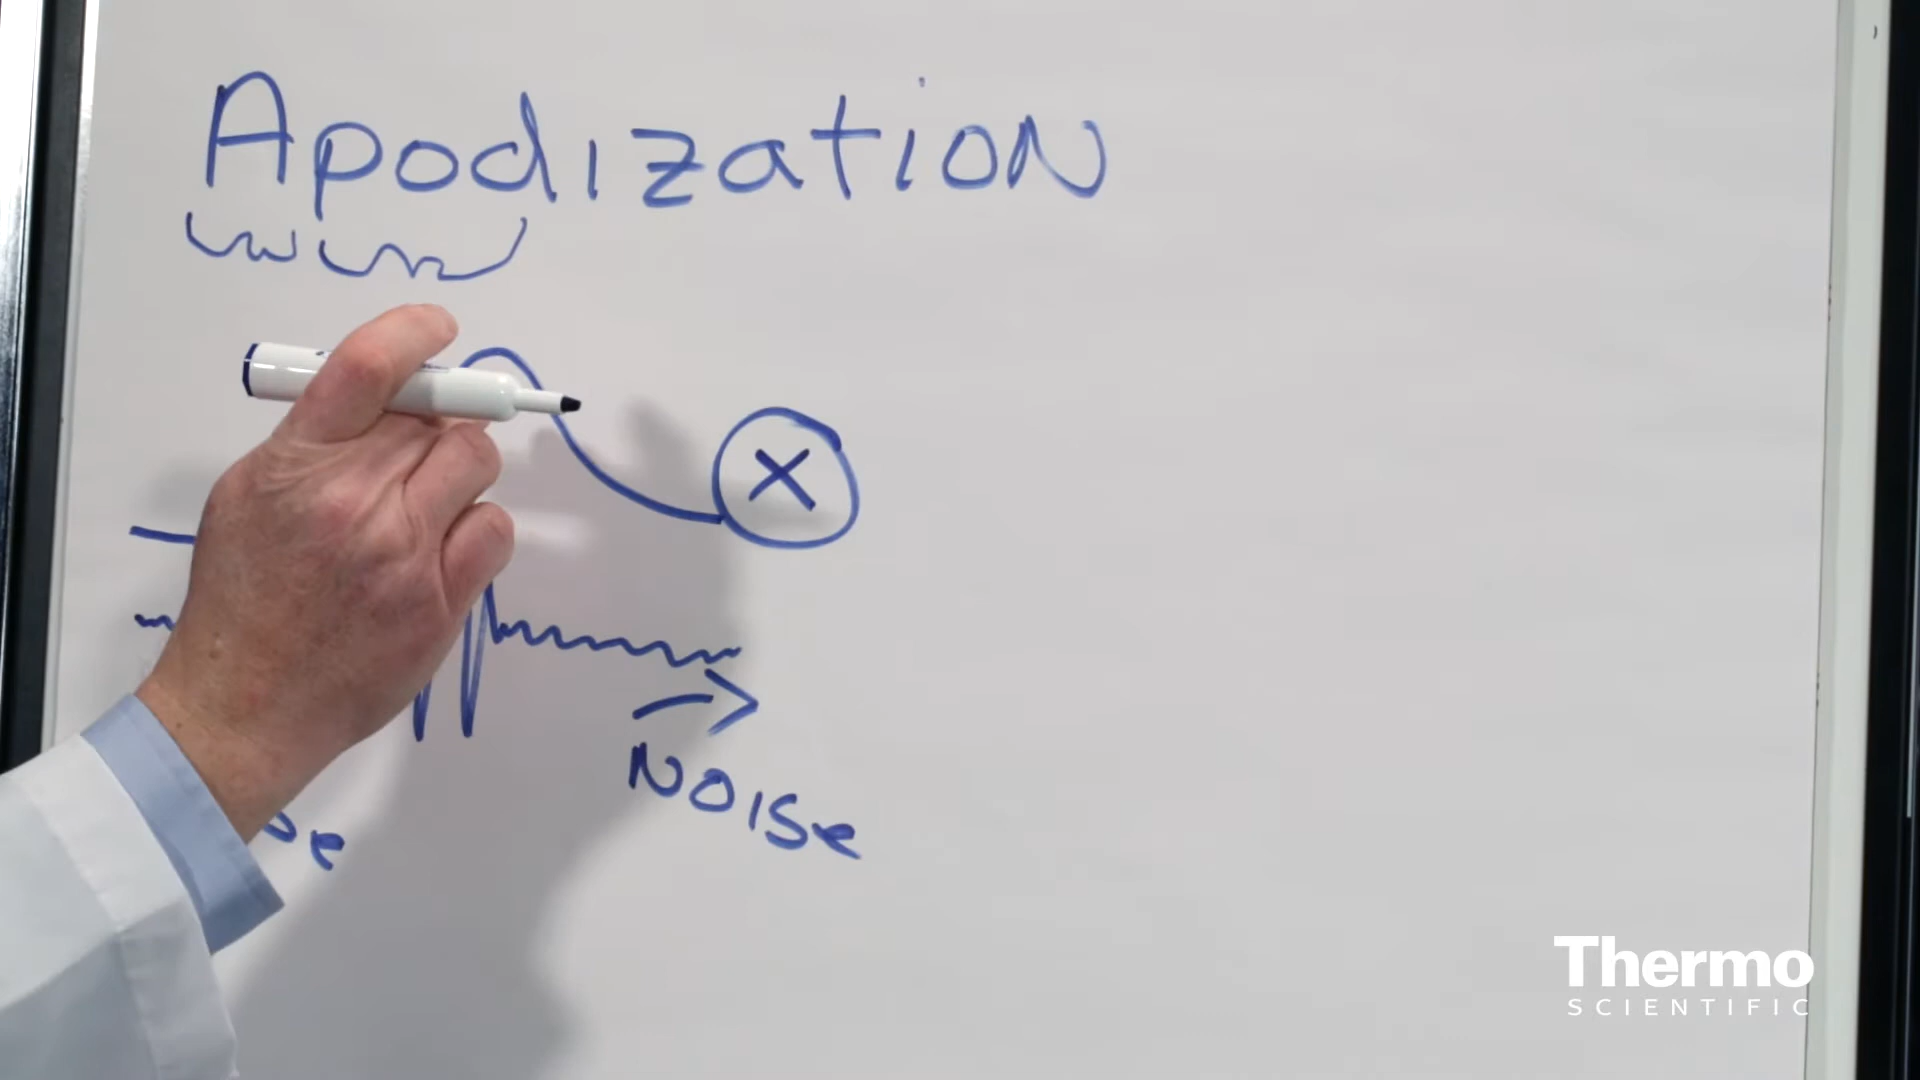 Apodization
X
Noise
Thermo
SCIENTIFIC